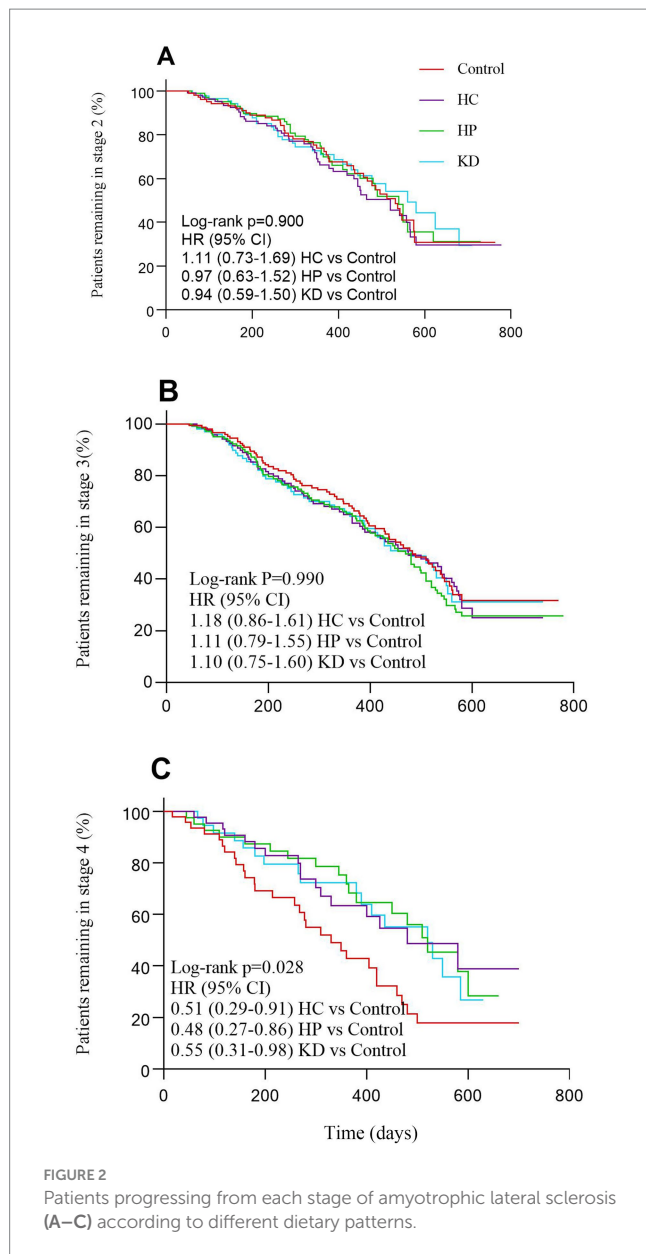 A
Control
HC
HP
KD
Patients remaining in stage 2 (%)
100
80
60
40
20
0
Log-rank p=0.900
HR (95% CI)
1.11 (0.73-1.69) HC vs Control
0.97 (0.63-1.52) HP vs Control
0.94 (0.59-1.50) KD vs Control
0 200 400 600 800
B
Patients remaining in stage 3(%)
100
80
60
40
20
0
Log-rank P=0.990
HR (95% CI)
1.18 (0.86-1.61) HC vs Control
1.11 (0.79-1.55) HP vs Control
1.10 (0.75-1.60) KD vs Control
0 200 400 600 800
C
Patients remaining in stage 4 (%)
100
80
60
40
20
0
Log-rank p=0.028
HR (95% CI)
0.51 (0.29-0.91) HC vs Control
0.48 (0.27-0.86) HP vs Control
0.55 (0.31-0.98) KD vs Control
0 200 400 600 800
Time (days)
FIGURE 2
Patients progressing from each stage of amyotrophic lateral sclerosis
(A–C) according to different dietary patterns.